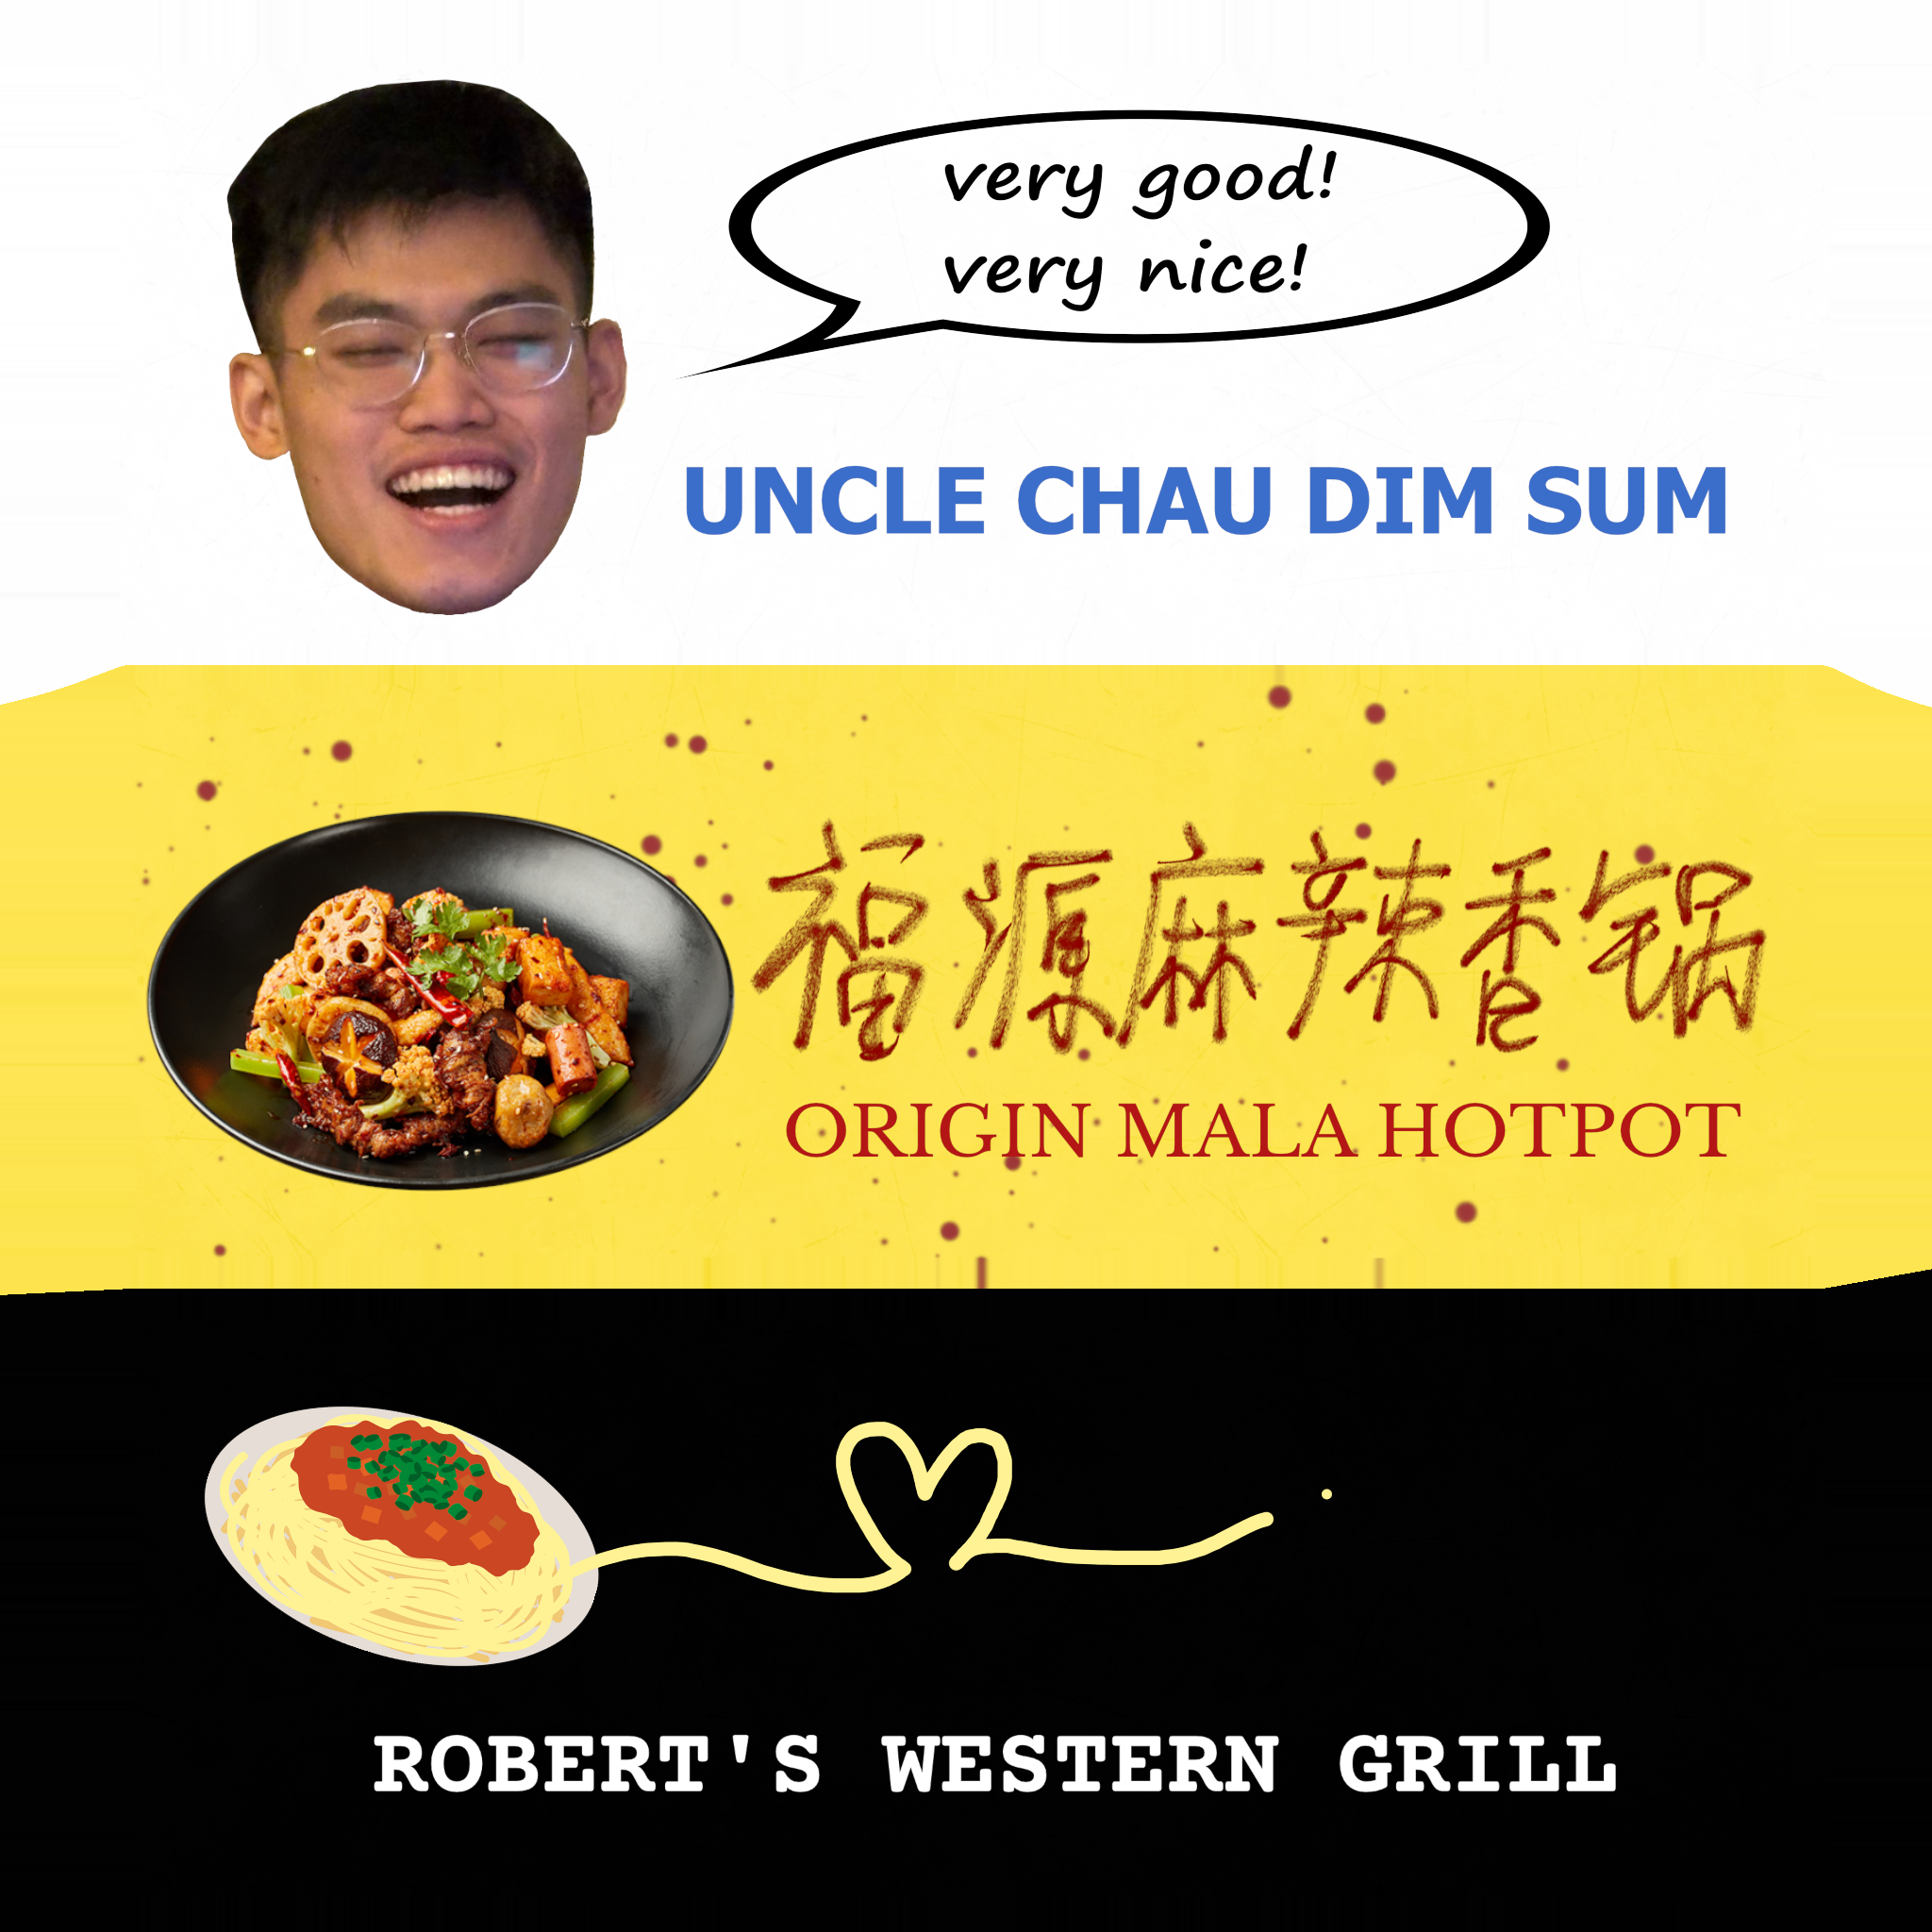 very good!
very nice!
UNCLE CHAU DIM SUM
福源麻辣香锅
ORIGIN MALA HOTPOT
ROBERT'S WESTERN GRILL